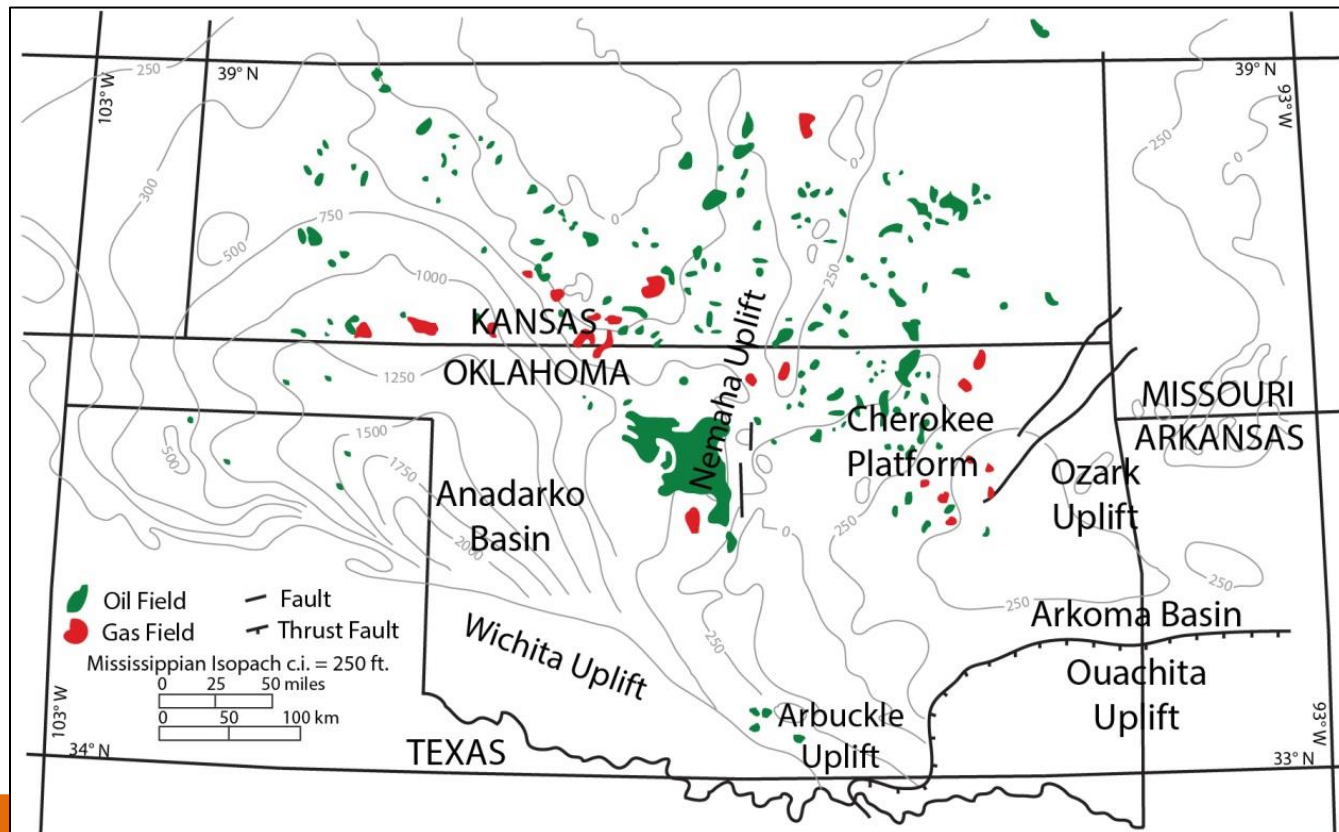 250
39° N
39° N
103° W
93° W
250
0
300
0
750
500
0
1000
250
KANSAS
OKLAHOMA
1250
Nemaha Uplift
MISSOURI
ARKANSAS
Cherokee
Platform
1500
500
1750
Ozark
Uplift
Anadarko
Basin
250
0
2000
250
250
Oil Field
Fault
Gas Field
Thrust Fault
Mississippian Isopach c.i. = 250 ft.
0 25 50 miles
0 50 100 km
Wichita Uplift
250
Arkoma Basin
Ouachita
Uplift
Arbuckle
Uplift
103° W
93° W
34° N
TEXAS
33° N